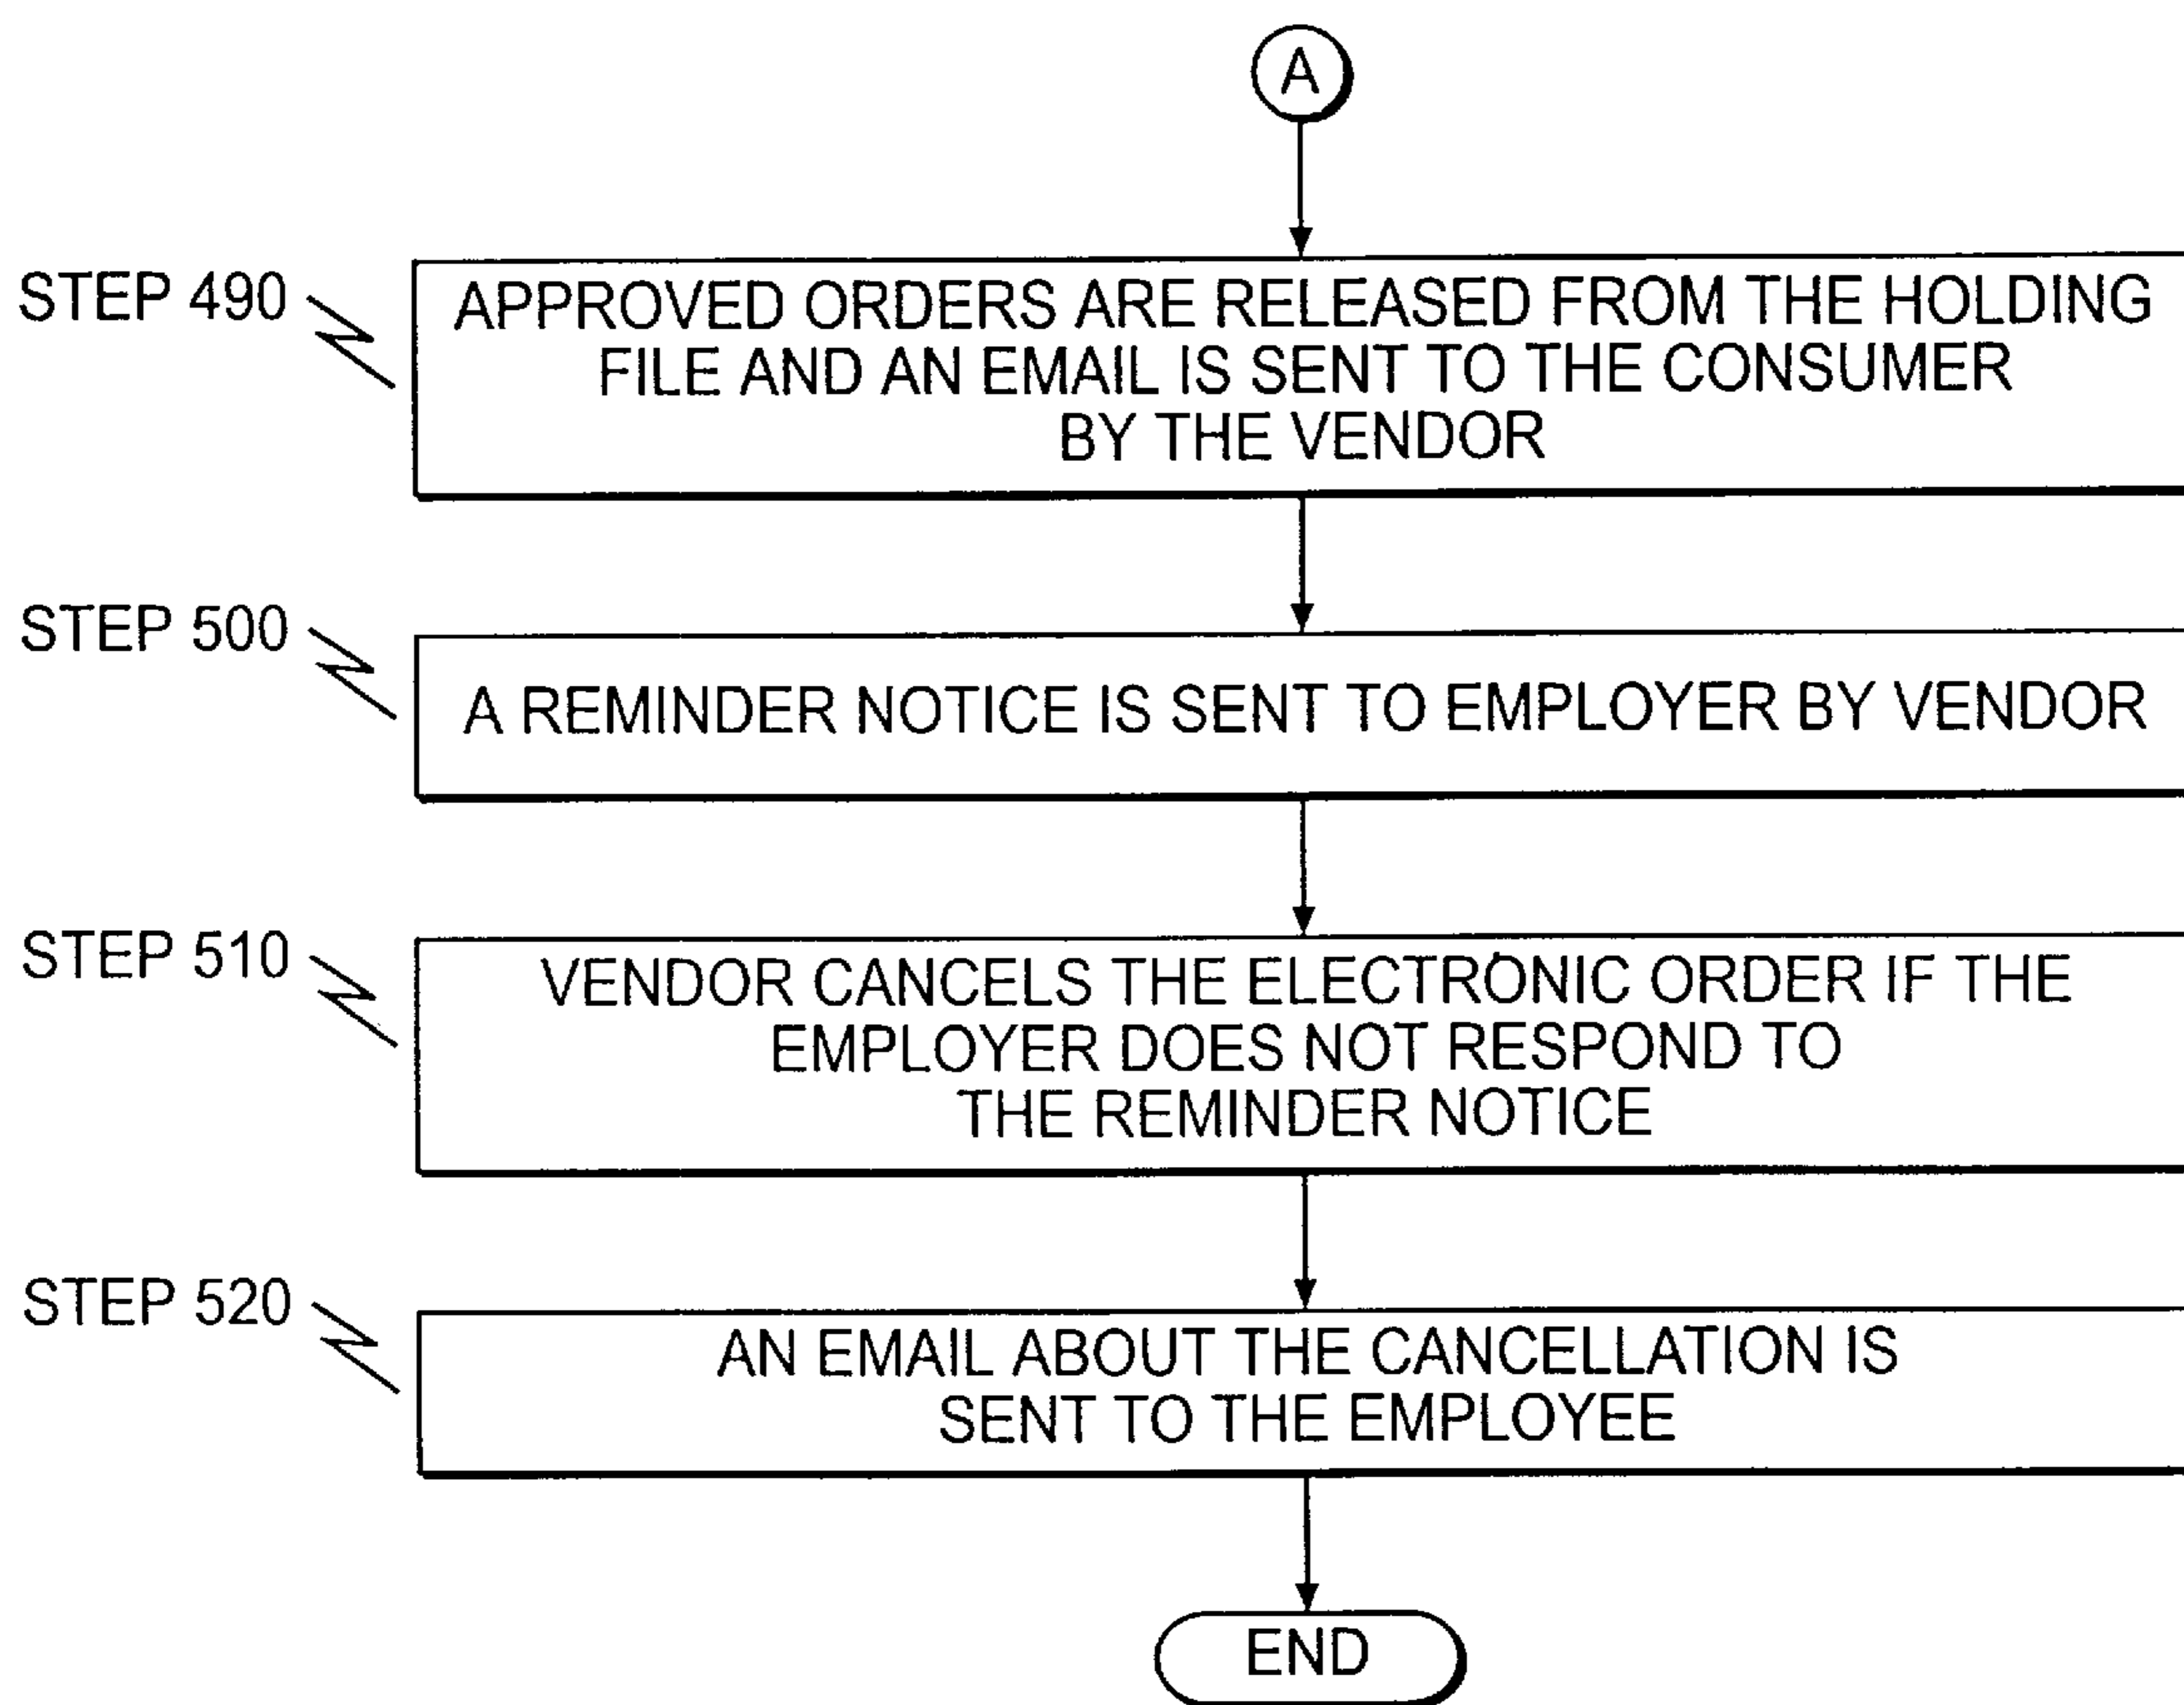 A
STEP 490
APPROVED ORDERS ARE RELEASED FROM THE HOLDING
FILE AND AN EMAIL IS SENT TO THE CONSUMER
BY THE VENDOR
STEP 500
A REMINDER NOTICE IS SENT TO EMPLOYER BY VENDOR
STEP 510
VENDOR CANCELS THE ELECTRONIC ORDER IF THE
EMPLOYER DOES NOT RESPOND TO
THE REMINDER NOTICE
STEP 520
AN EMAIL ABOUT THE CANCELLATION IS
SENT TO THE EMPLOYEE
END